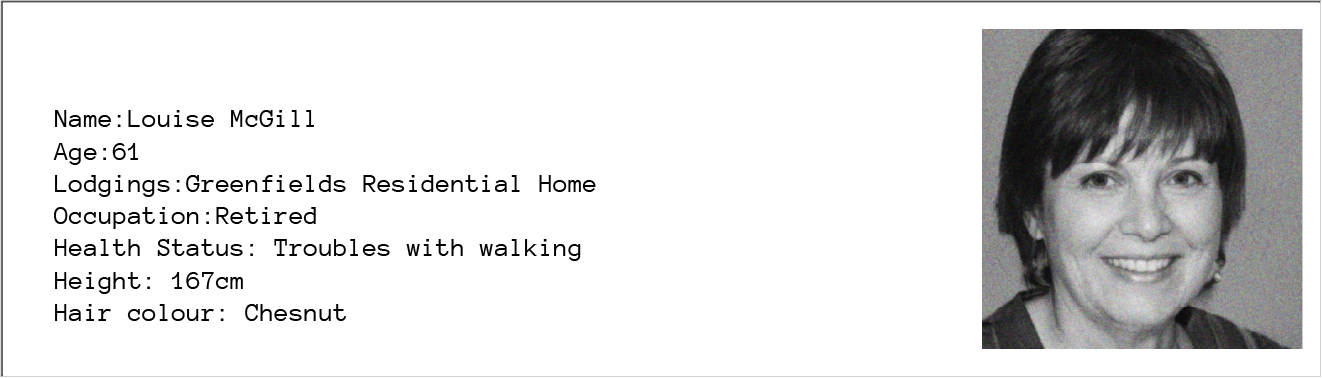 Name:Louise McGill
Age:61
Lodgings:Greenfields Residential Home
Occupation:Retired
Health Status: Troubles with walking
Height: 167cm
Hair colour: Chesnut